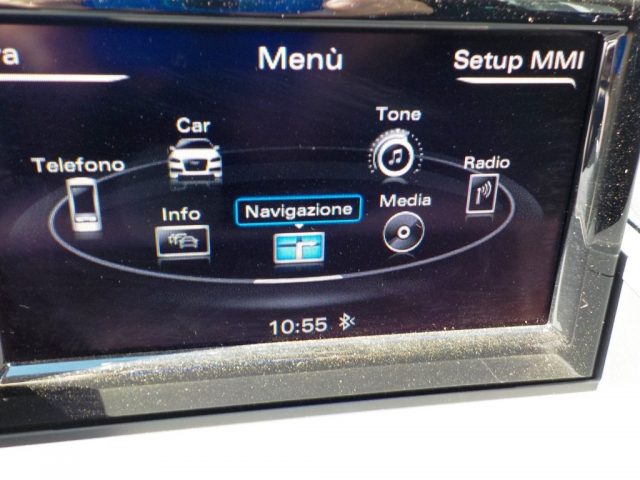 Menù
Setup MMI
Car
Tone
Telefono
Radio
Info
Navigazione
Media
10:55